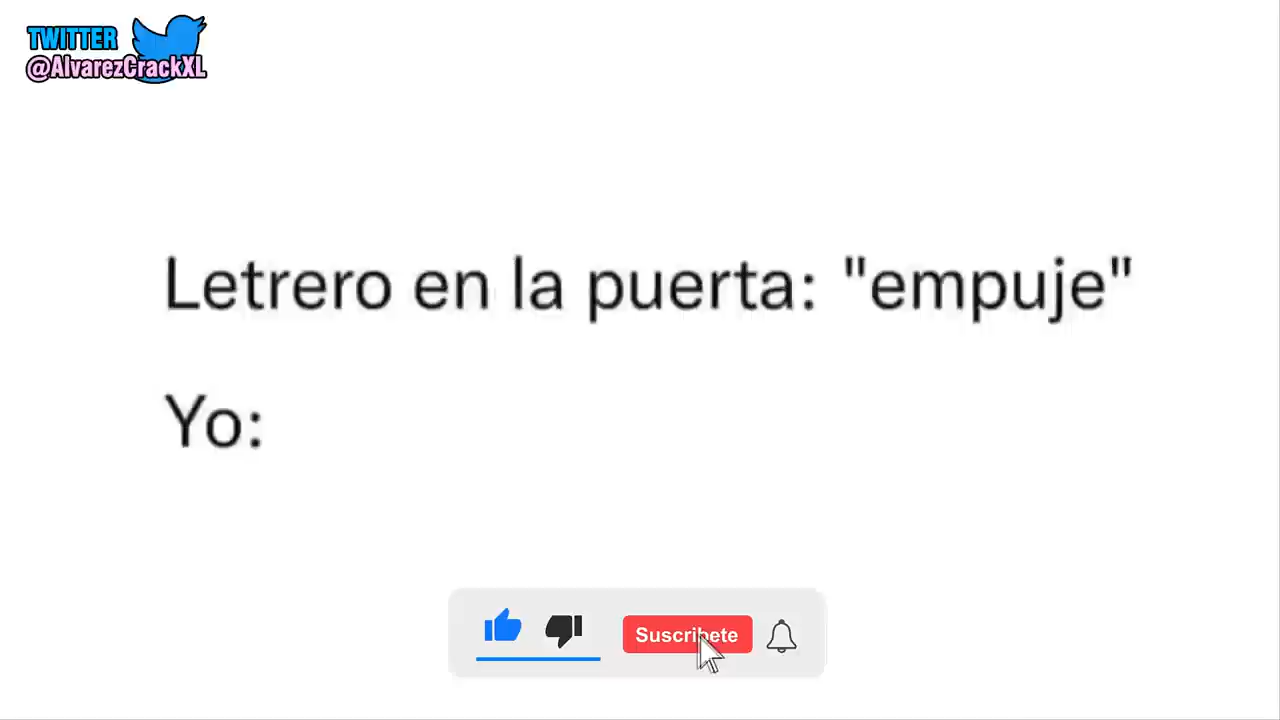 TWITTER
@AlvarezCrackXL
Letrero en la puerta: "empuje"
Yo:
Suscribete